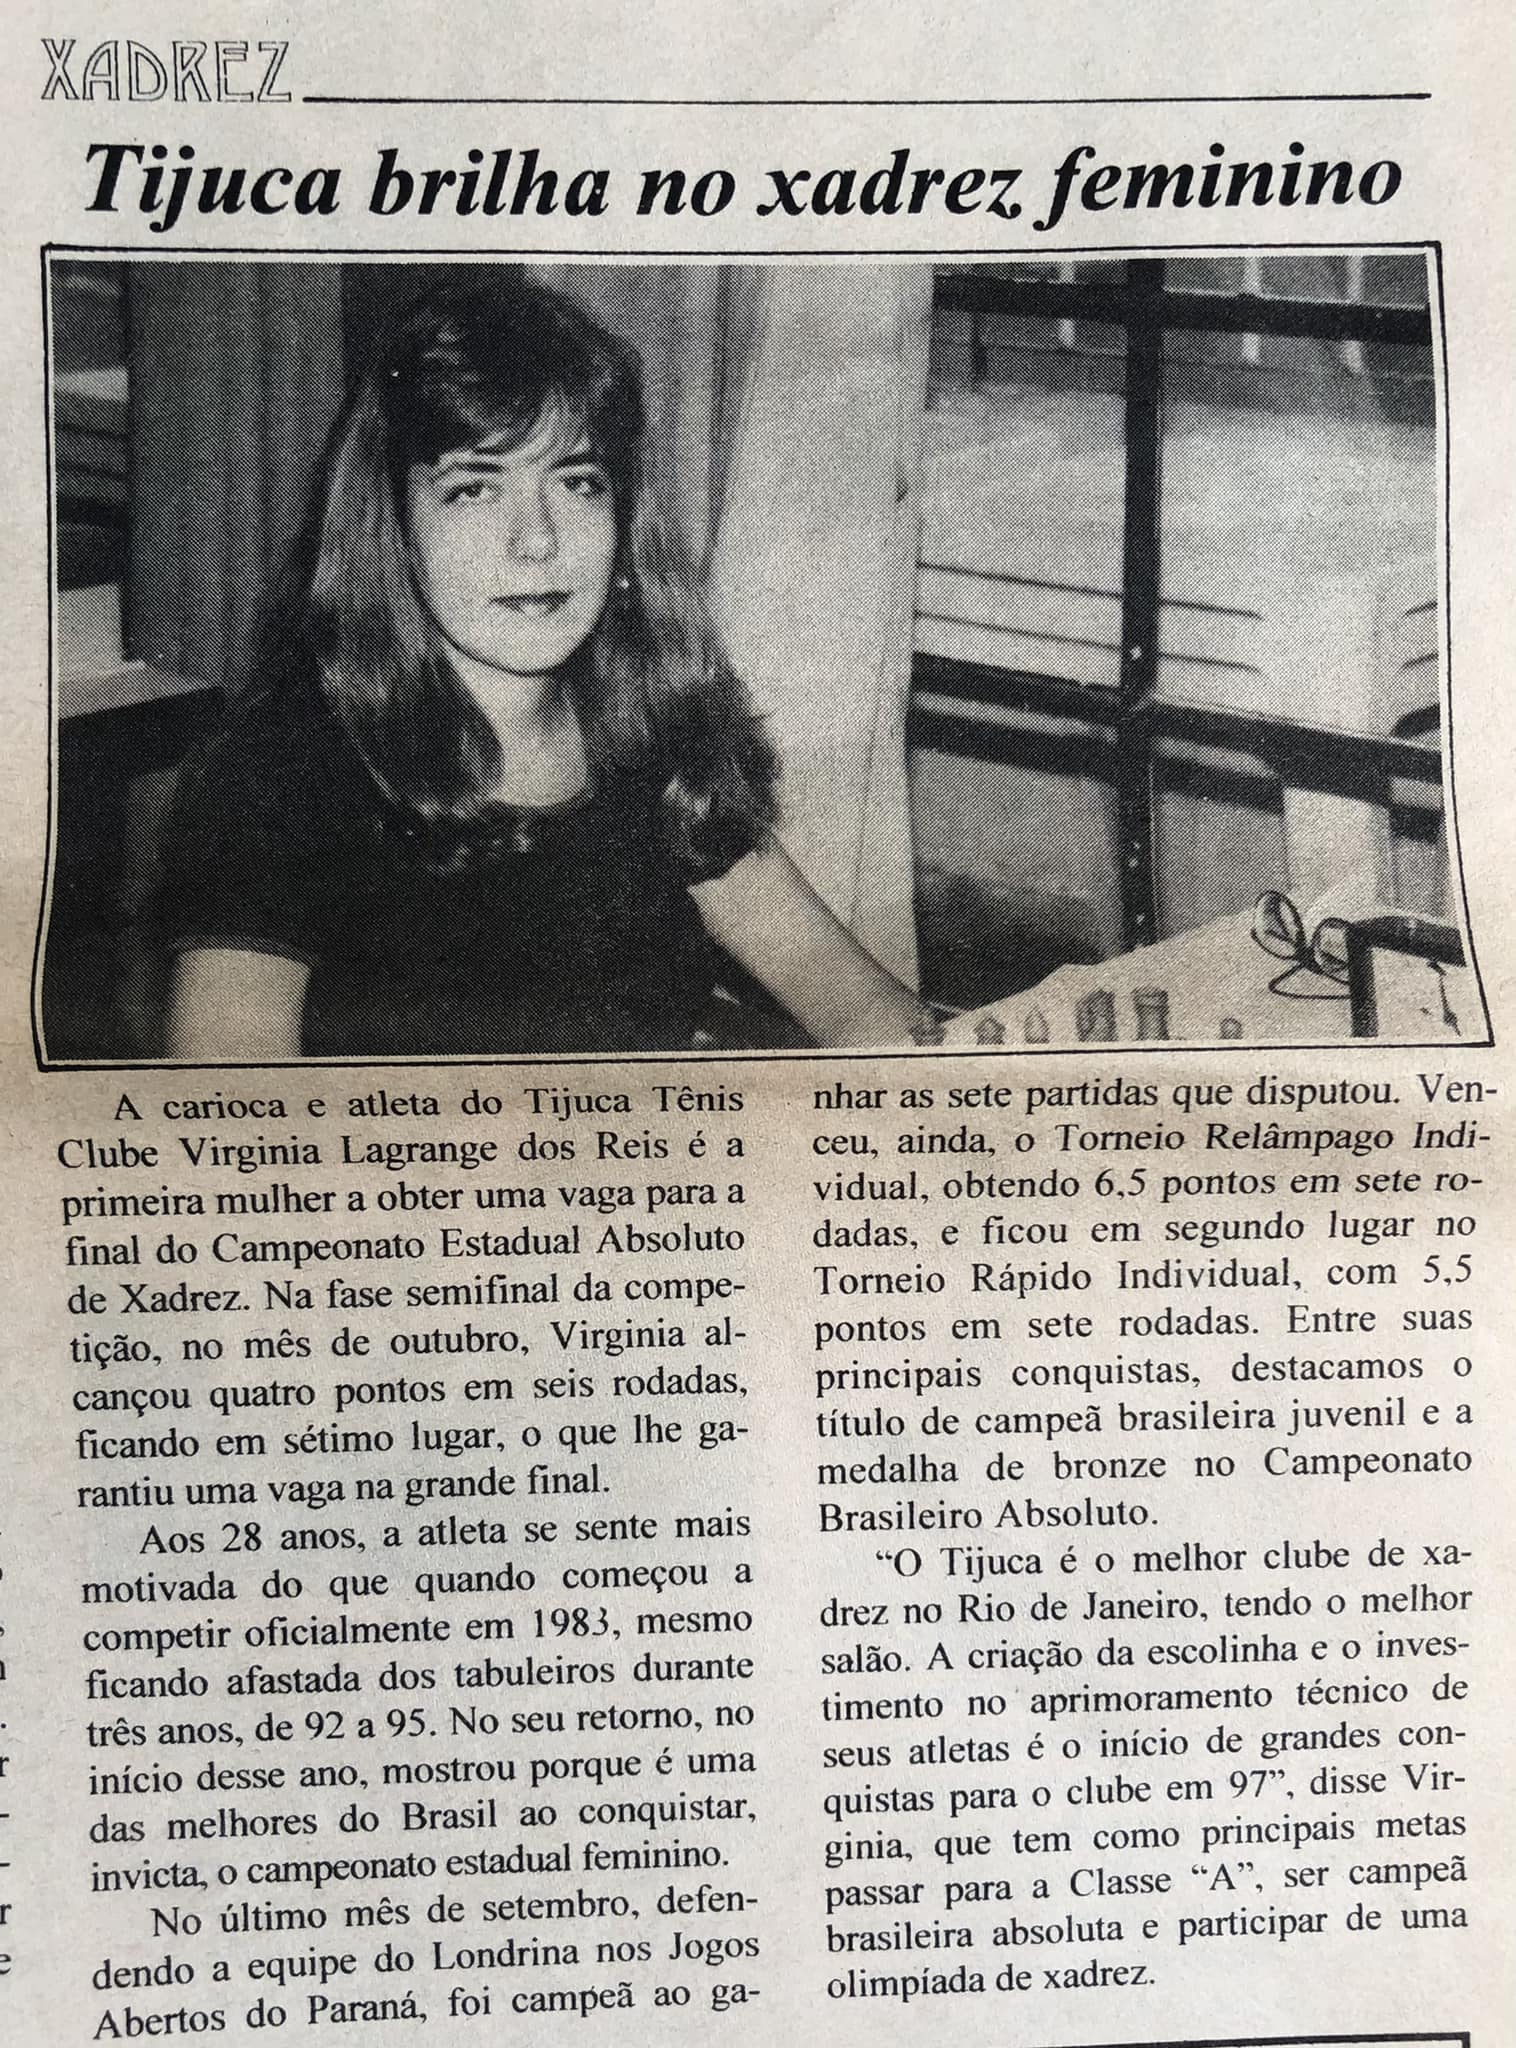 XADREZ
Tijuca brilha no xadrez feminino
A carioca e atleta do Tijuca Tênis
Clube Virginia Lagrange dos Reis é a
primeira mulher a obter uma vaga para a
final do Campeonato Estadual Absoluto
de Xadrez. Na fase semifinal da compe-
tição, no mês de outubro, Virginia al-
cançou quatro pontos em seis rodadas,
ficando em sétimo lugar, o que lhe ga-
rantiu uma vaga na grande final.
Aos 28 anos, a atleta se sente mais
motivada do que quando começou a
competir oficialmente em 1983, mesmo
ficando afastada dos tabuleiros durante
três anos, de 92 a 95. No seu retorno, no
início desse ano, mostrou porque é uma
das melhores do Brasil ao conquistar,
invicta, o campeonato estadual feminino.
No último mês de setembro, defen-
dendo a equipe do Londrina nos Jogos
Abertos do Paraná, foi campeã ao ga-
nhar as sete partidas que disputou. Ven-
ceu, ainda, o Torneio Relâmpago Indi-
vidual, obtendo 6,5 pontos em sete ro-
dadas, e ficou em segundo lugar no
Torneio Rápido Individual, com 5,5
pontos em sete rodadas. Entre suas
principais conquistas, destacamos o
título de campeã brasileira juvenil e a
medalha de bronze no Campeonato
Brasileiro Absoluto.
“O Tijuca é o melhor clube de xa-
drez no Rio de Janeiro, tendo o melhor
salão. A criação da escolinha e o inves-
timento no aprimoramento técnico de
seus atletas é o início de grandes con-
quistas para o clube em 97”, disse Vir-
ginia, que tem como principais metas
passar para a Classe “A”, ser campeã
brasileira absoluta e participar de uma
olimpíada de xadrez.